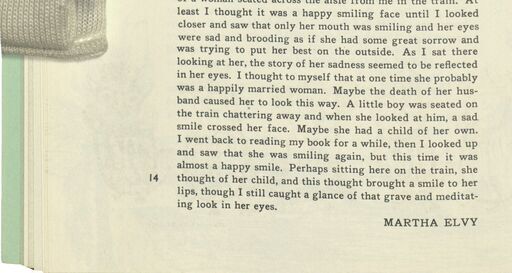 of a woman seated across the aisle from me in the train. At
least I thought it was a happy smiling face until I looked
closer and saw that only her mouth was smiling and her eyes
were sad and brooding as if she had some great sorrow and
was trying to put her best on the outside. As I sat there
looking at her, the story of her sadness seemed to be reflected
in her eyes. I thought to myself that at one time she probably
was a happily married woman. Maybe the death of her hus-
band caused her to look this way. A little boy was seated on
the train chattering away and when she looked at him, a sad
smile crossed her face. Maybe she had a child of her own.
I went back to reading my book for a while, then I looked up
and saw that she was smiling again, but this time it was
almost a happy smile. Perhaps sitting here on the train, she
14 thought of her child, and this thought brought a smile to her
lips, though I still caught a glance of that grave and meditat-
ing look in her eyes.
MARTHA ELVY